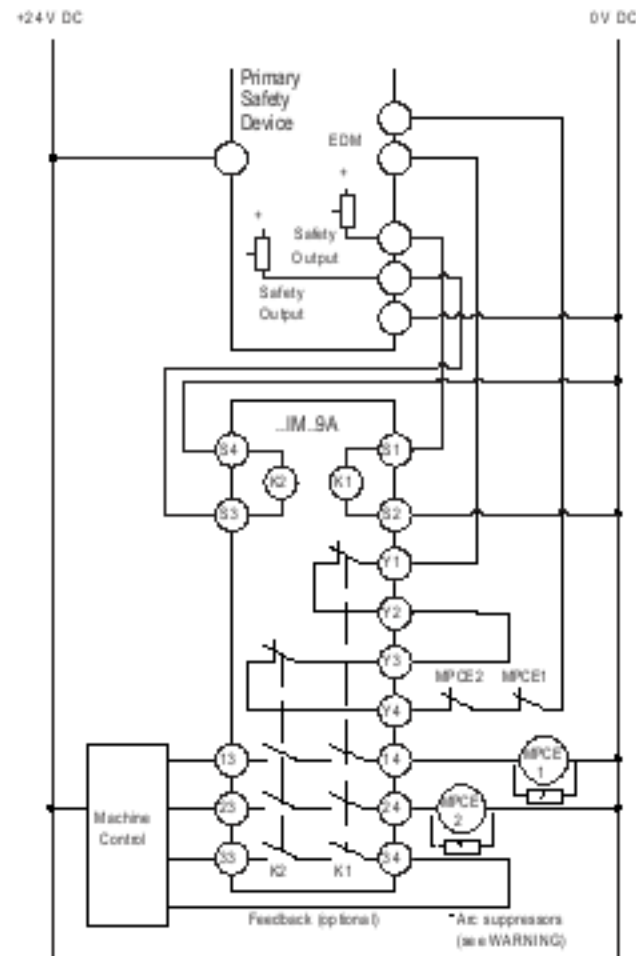 +24V DC
0V DC
Primary
Safety
Device
EDM
+
+
Safety
Output
Safety
Output
..IM..9A
S4
S1
K2
K1
S3
S2
Y1
Y2
Y3
MPCE2
MPCE1
Y4
13
14
MPCE
1
23
24
MPCE
2
Machine
Control
33
34
K2
K1
Feedback (optional)
*Arc suppressors
(see WARNING)